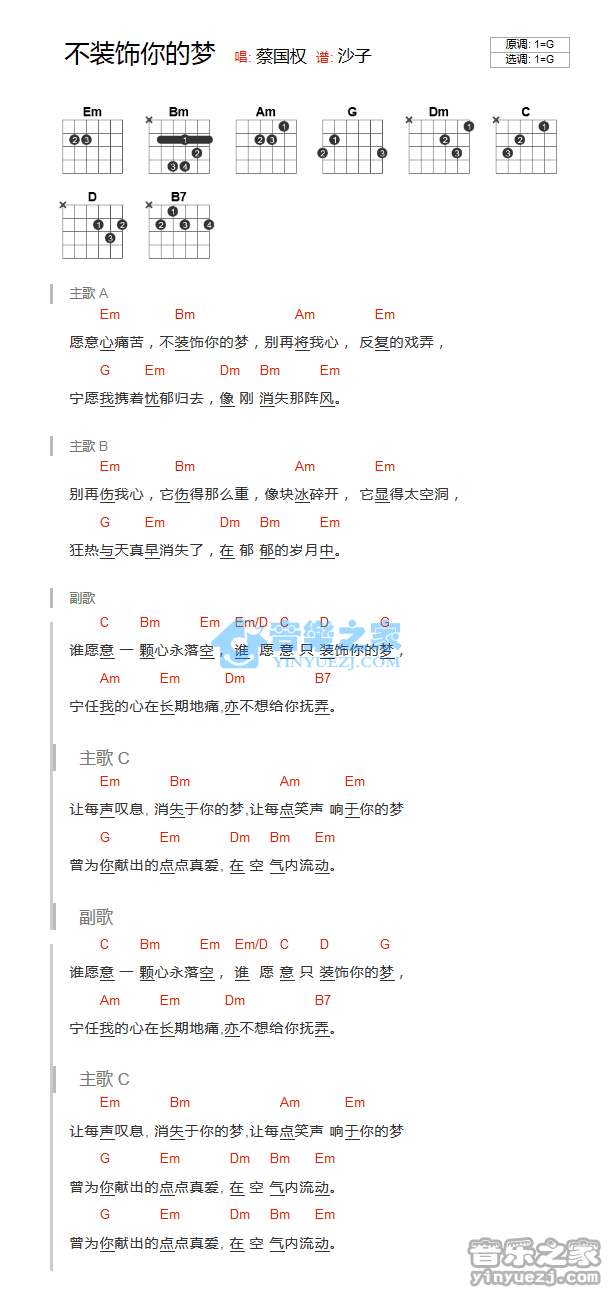 不装饰你的梦 唱: 蔡国权 谱: 沙子
原调: 1=G
选调: 1=G
Em Bm Am G Dm C
D B7
主歌 A
Em Bm Am Em
愿意心痛苦，不装饰你的梦，别再将我心， 反复的戏弄，
G Em Dm Bm Em
宁愿我携着忧郁归去，像 刚 消失那阵风。
主歌 B
Em Bm Am Em
别再伤我心，它伤得那么重，像块冰碎开， 它显得太空洞，
G Em Dm Bm Em
狂热与天真早消失了，在 郁 郁的岁月中。
副歌
C Bm Em Em/D C D G
谁愿意 一 颗心永落空， 谁 愿 意 只 装饰你的梦，
音樂之家
YINYUEZJ.COM
Am Em Dm B7
宁任我的心在长期地痛,亦不想给你抚弄。
主歌 C
Em Bm Am Em
让每声叹息, 消失于你的梦,让每点笑声 响于你的梦
G Em Dm Bm Em
曾为你献出的点点真爱, 在 空 气内流动。
副歌
C Bm Em Em/D C D G
谁愿意 一 颗心永落空， 谁 愿 意 只 装饰你的梦，
Am Em Dm B7
宁任我的心在长期地痛,亦不想给你抚弄。
主歌 C
Em Bm Am Em
让每声叹息, 消失于你的梦,让每点笑声 响于你的梦
G Em Dm Bm Em
曾为你献出的点点真爱, 在 空 气内流动。
G Em Dm Bm Em
曾为你献出的点点真爱, 在 空 气内流动。
音乐之家
yinyuezj.com